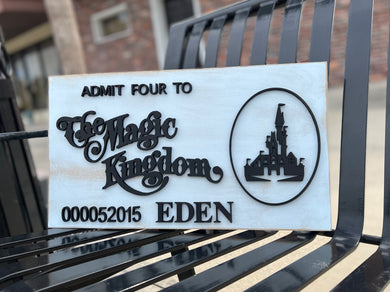 ADMIT FOUR TO
The Magic
Kingdom
000052015 EDEN